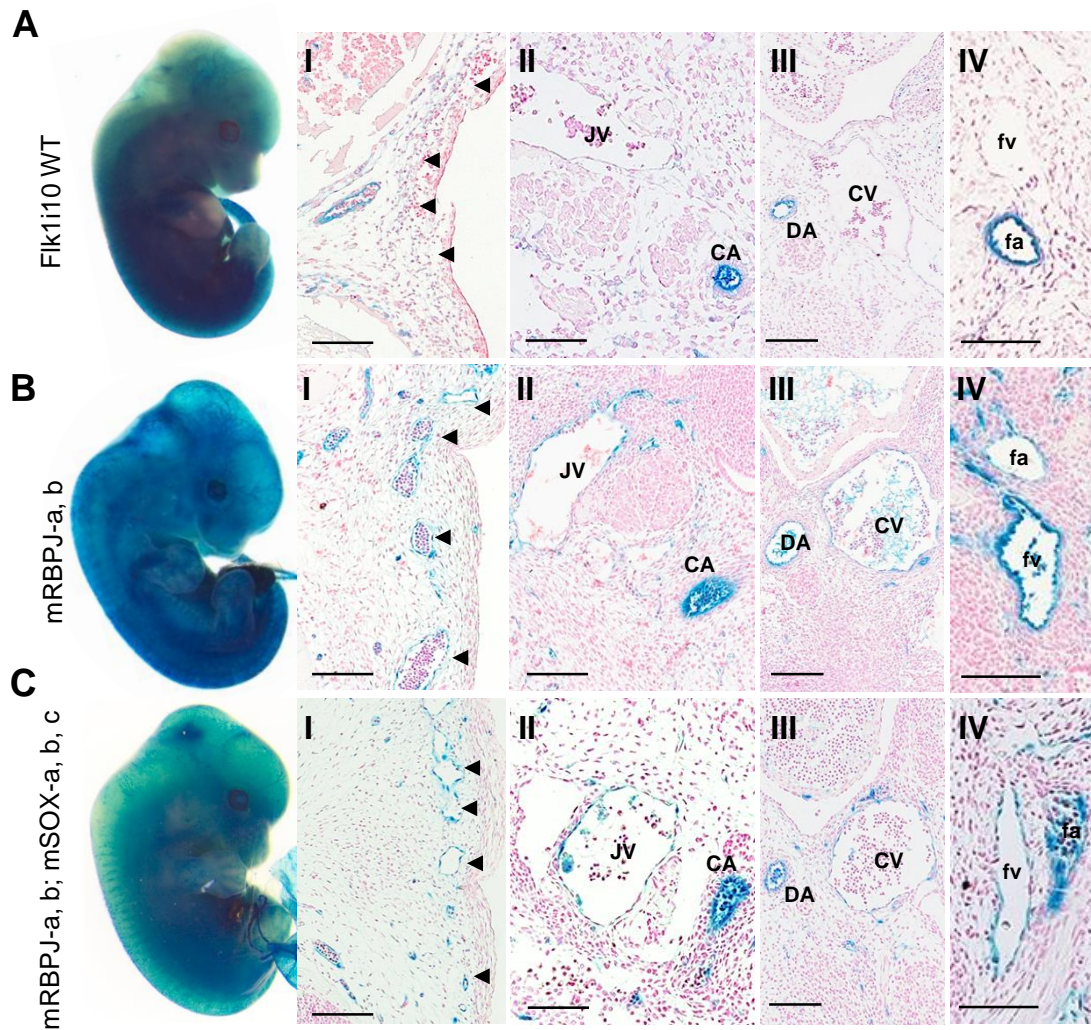 A
Flk1i10 WT
I
II
III
IV
JV
CA
CV
DA
fv
fa
B
mRBPJ-a, b
I
II
III
IV
JV
CA
CV
DA
fa
fv
C
mRBPJ-a, b; mSOX-a, b, c
I
II
III
IV
JV
CA
CV
DA
fv
fa